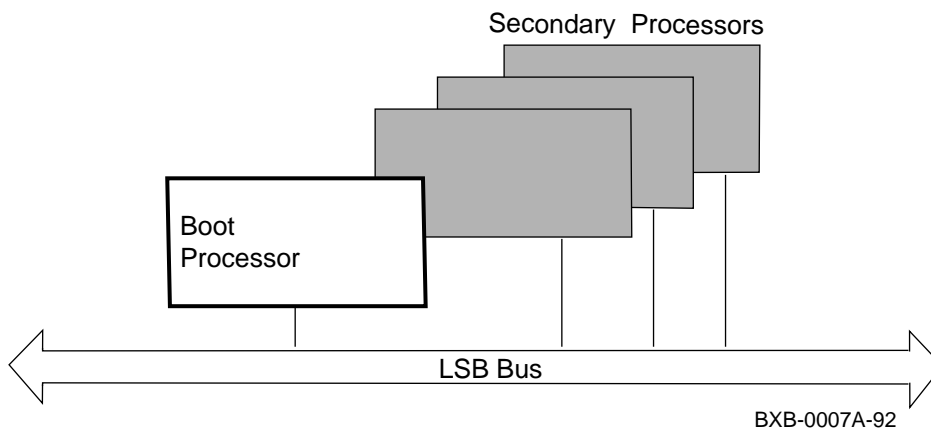 Secondary Processors
Boot
Processor
LSB Bus
BXB-0007A-92